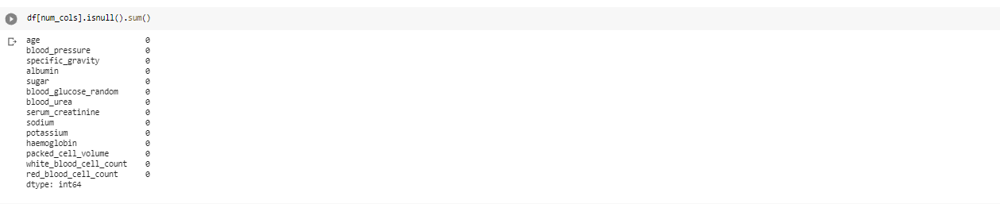 df[num_cols].isnull().sum()
age 0
blood_pressure 0
specific_gravity 0
albumin 0
sugar 0
blood_glucose_random 0
blood_urea 0
serum_creatinine 0
sodium 0
potassium 0
haemoglobin 0
packed_cell_volume 0
white_blood_cell_count 0
red_blood_cell_count 0
dtype: int64